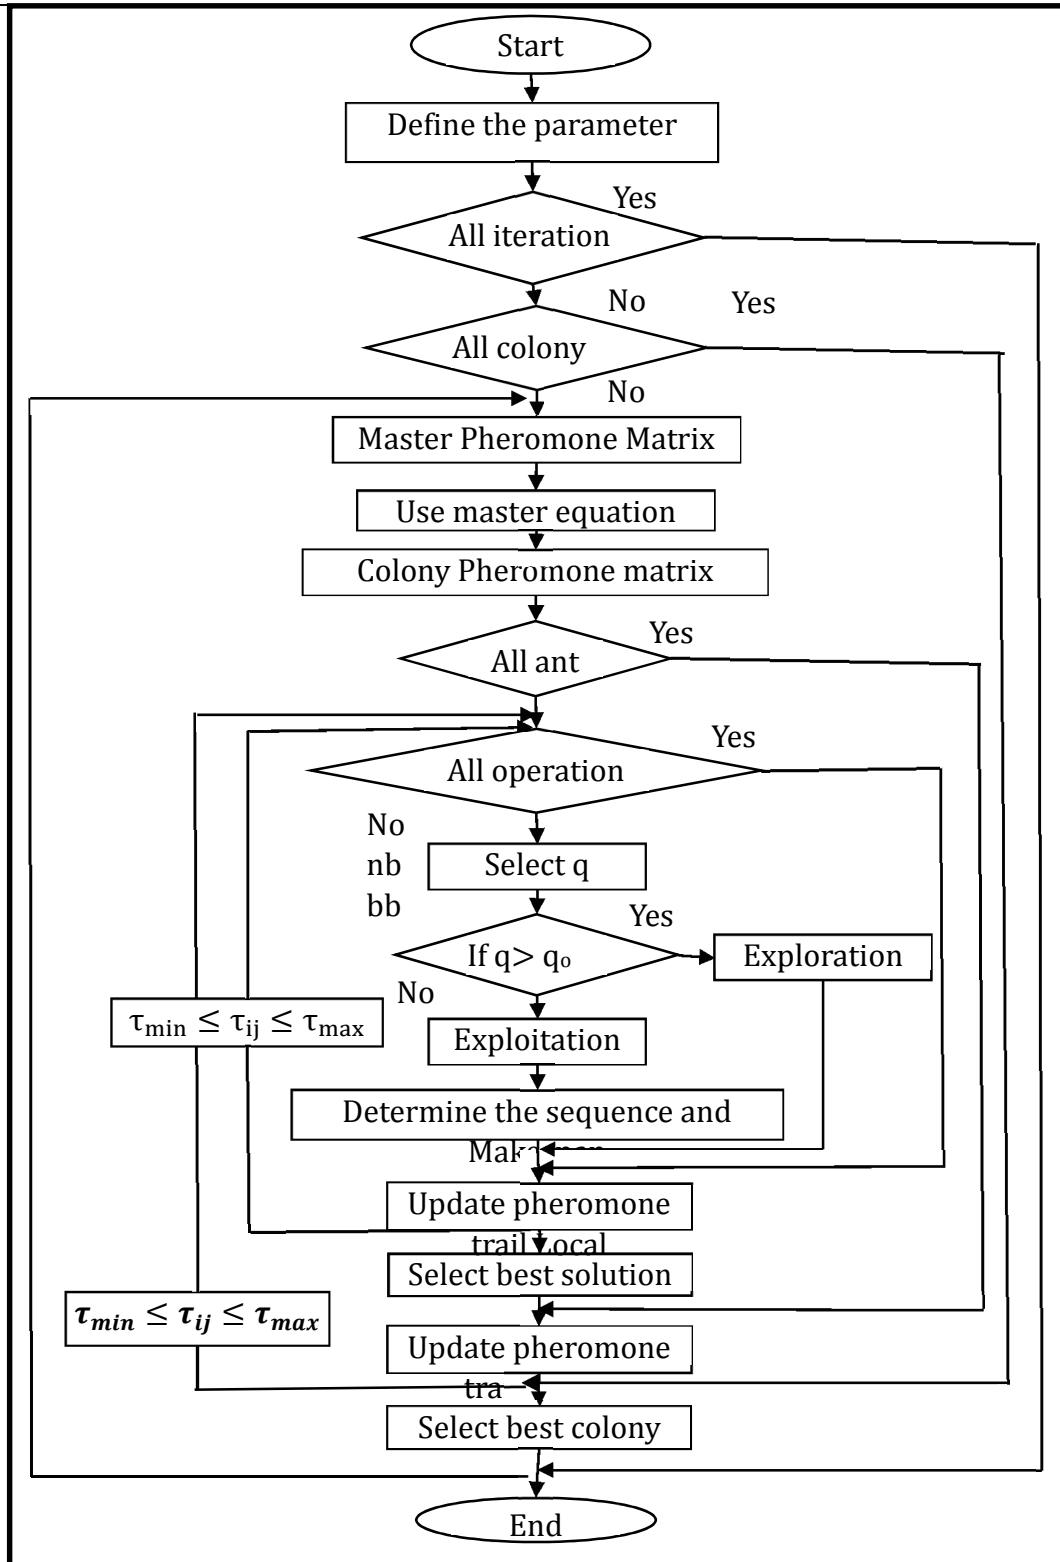 Start
Define the parameter
Yes
All iteration
No Yes
All colony
No
Master Pheromone Matrix
Use master equation
Colony Pheromone matrix
Yes
All ant
Yes
All operation
No
nb
bb
Select q
Yes
If q> qₒ
Exploration
No
τmin ≤ τij ≤ τmax
Exploitation
Determine the sequence and
Update pheromone
trail Local
Select best solution
τmin ≤ τij ≤ τmax
Update pheromone
tra
Select best colony
End